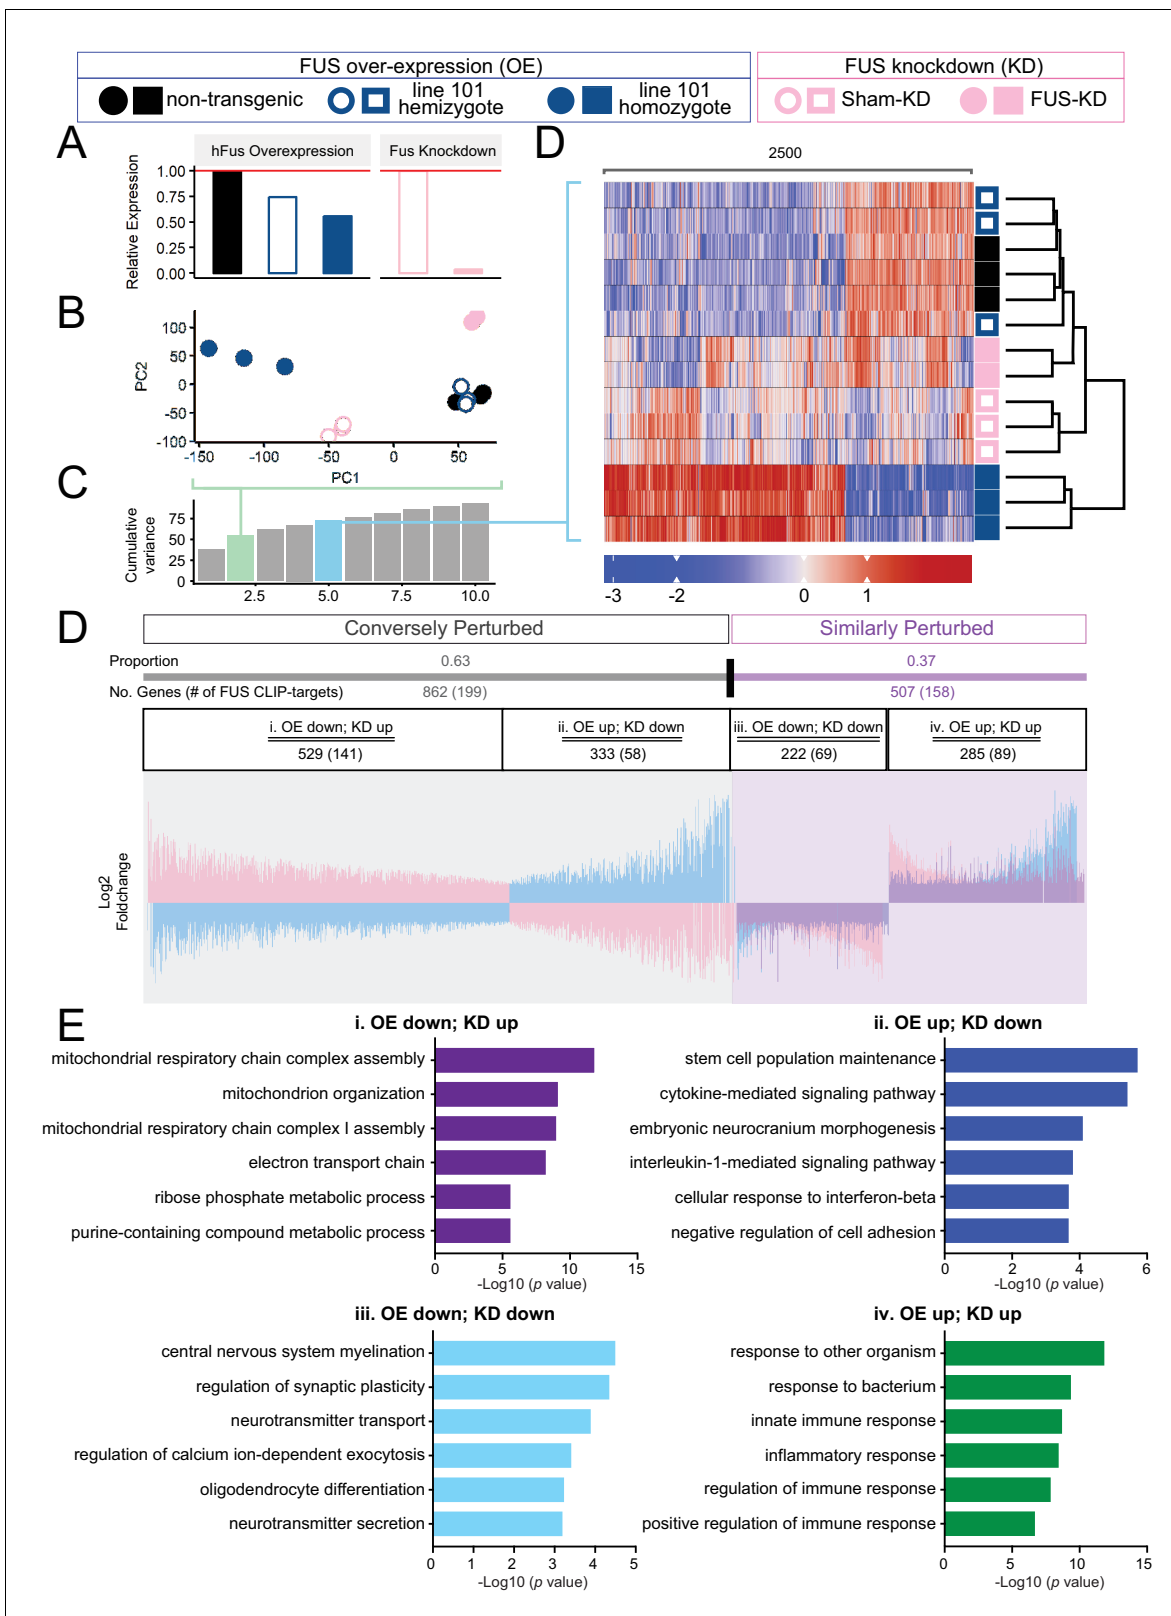 FUS over-expression (OE)
FUS knockdown (KD)
non-transgenic
line 101
hemizygote
line 101
homozygote
Sham-KD
FUS-KD
A
hFus Overexpression
Fus Knockdown
Relative Expression
1.00
0.75
0.50
0.25
0.00
B
PC2
100
50
0
-50
-100
-150
-100
-50
0
50
PC1
C
Cumulative
variance
75
50
25
0
2.5
5.0
7.5
10.0
D
2500
-3
-2
0
1
D
Conversely Perturbed
Similarly Perturbed
Proportion
0.63
0.37
No. Genes (# of FUS CLIP-targets)
862 (199)
507 (158)
i. OE down; KD up
529 (141)
ii. OE up; KD down
333 (58)
iii. OE down; KD down
222 (69)
iv. OE up; KD up
285 (89)
Log2
Foldchange
E
i. OE down; KD up
mitochondrial respiratory chain complex assembly
mitochondrion organization
mitochondrial respiratory chain complex I assembly
electron transport chain
ribose phosphate metabolic process
purine-containing compound metabolic process
0
5
10
15
-Log10 (p value)
ii. OE up; KD down
stem cell population maintenance
cytokine-mediated signaling pathway
embryonic neurocranium morphogenesis
interleukin-1-mediated signaling pathway
cellular response to interferon-beta
negative regulation of cell adhesion
0
2
4
6
-Log10 (p value)
iii. OE down; KD down
central nervous system myelination
regulation of synaptic plasticity
neurotransmitter transport
regulation of calcium ion-dependent exocytosis
oligodendrocyte differentiation
neurotransmitter secretion
0
1
2
3
4
5
-Log10 (p value)
iv. OE up; KD up
response to other organism
response to bacterium
innate immune response
inflammatory response
regulation of immune response
positive regulation of immune response
0
5
10
15
-Log10 (p value)